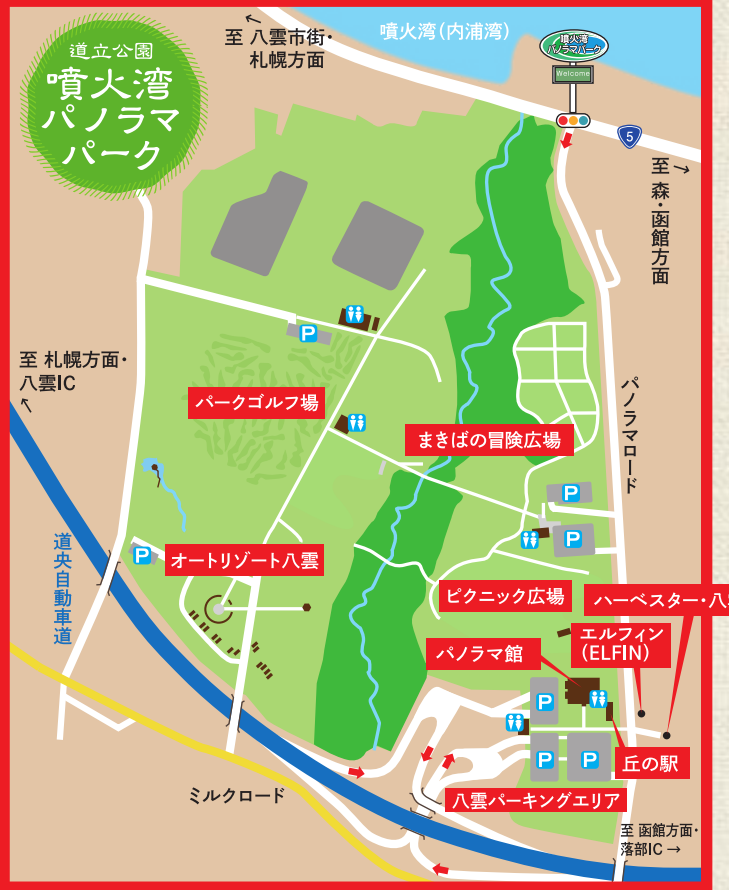 道立公園
噴火湾
パノラマ
パーク
至 八雲市街・
札幌方面
噴火湾(内浦湾)
噴火湾
パノラマパーク
Welcome
5
至 森・函館方面
至 札幌方面・
八雲IC
P
パークゴルフ場
まきばの冒険広場
パノラマロード
P
P
道央自動車道
P
オートリゾート八雲
ピクニック広場
ハーベスター・八
エルフィン
(ELFIN)
パノラマ館
P
P
P
丘の駅
ミルクロード
八雲パーキングエリア
至 函館方面・
落部IC →